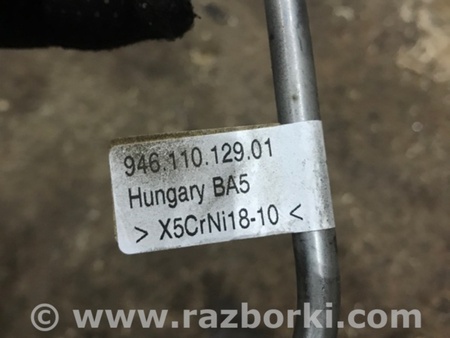 946.110.129.01
Hungary BA5
> X5CrNi18-10 <
© www.razborki.com